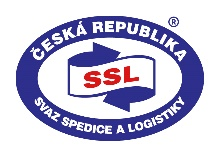 ®
ČESKÁ REPUBLIKA
SSL
SVAZ SPEDICE A LOGISTIKY